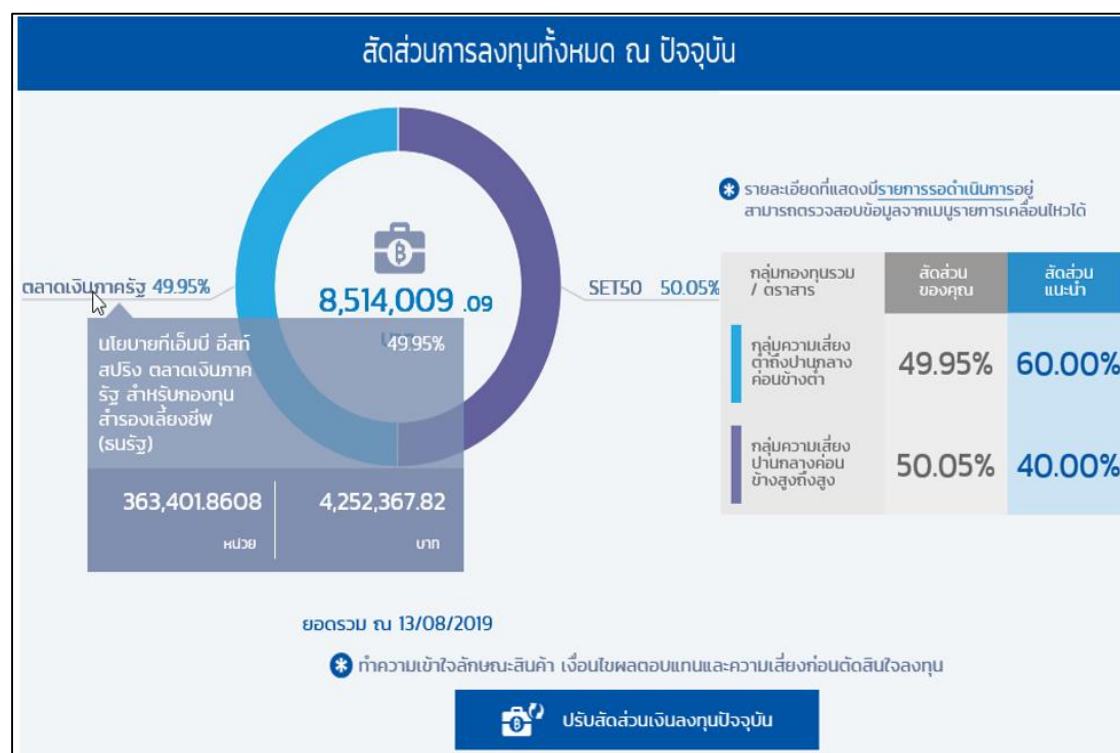 สัดส่วนการลงทุนทั้งหมด ณ ปัจจุบัน
รายละเอียดที่แสดงมีรายการรอดำเนินการอยู่
สามารถตรวจสอบข้อมูลจากเมนูรายการเคลื่อนไหวได้
ตลาดเงินภาครัฐ 49.95%
8,514,009 .09
SET50 50.05%
นโยบายทีเอ็มบี อีสท์ 49.95%
สปริง ตลาดเงินภาค
รัฐ สำหรับกองทุน
สำรองเลี้ยงชีพ
(ธนรัฐ)
363,401.8608 4,252,367.82
หน่วย บาท
กลุ่มกองทุนรวม
/ ตราสาร
สัดส่วน
ของคุณ
สัดส่วน
แนะนำ
กลุ่มความเสี่ยง
ต่ำถึงปานกลาง
ค่อนข้างต่ำ
49.95% 60.00%
กลุ่มความเสี่ยง
ปานกลางค่อน
ข้างสูงถึงสูง
50.05% 40.00%
ยอดรวม ณ 13/08/2019
ทำความเข้าใจลักษณะสินค้า เงื่อนไขผลตอบแทนและความเสี่ยงก่อนตัดสินใจลงทุน
ปรับสัดส่วนเงินลงทุนปัจจุบัน